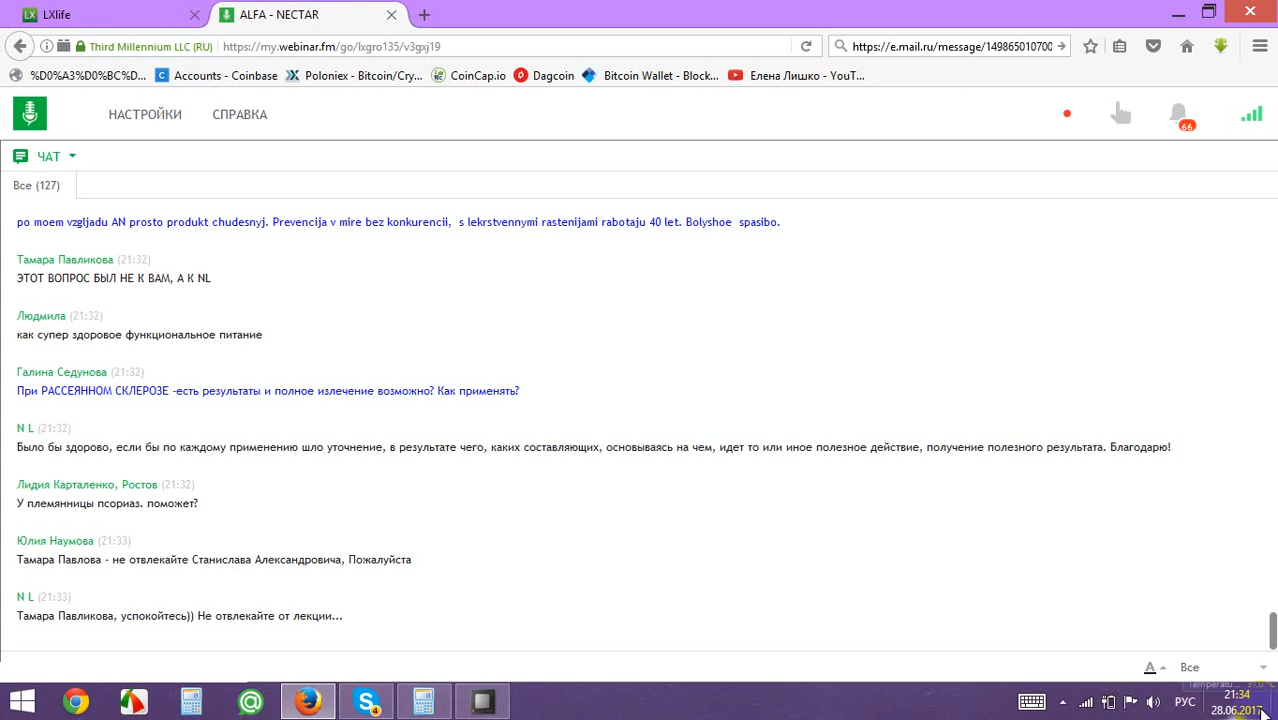 LXlife
ALFA - NECTAR
Third Millennium LLC (RU)
https://my.webinar.fm/go/lxgro135/v3gxj19
https://e.mail.ru/message/149865010700
%D0%A3%D0%BC%D...
Accounts - Coinbase
Poloniex - Bitcoin/Cry...
CoinCap.io
Dagcoin
Bitcoin Wallet - Block...
Елена Лишко - YouT...
НАСТРОЙКИ
СПРАВКА
66
ЧАТ
Все (127)
po moem vzgljadu AN prosto produkt chudesnyj. Prevencija v mire bez konkurencii, s lekrstvennymi rastenijami rabotaju 40 let. Bolyshoe spasibo.
Тамара Павликова (21:32)
ЭТОТ ВОПРОС БЫЛ НЕ К ВАМ, А К NL
Людмила (21:32)
как супер здоровое функциональное питание
Галина Седунова (21:32)
При РАССЕЯННОМ СКЛЕРОЗЕ -есть результаты и полное излечение возможно? Как применять?
N L (21:32)
Было бы здорово, если бы по каждому применению шло уточнение, в результате чего, каких составляющих, основываясь на чем, идет то или иное полезное действие, получение полезного результата. Благодарю!
Лидия Карталенко, Ростов (21:32)
У племянницы псориаз. поможет?
Юлия Наумова (21:33)
Тамара Павлова - не отвлекайте Станислава Александровича, Пожалуйста
N L (21:33)
Тамара Павликова, успокойтесь)) Не отвлекайте от лекции...
A
Все
4
РУС
21:34
28.06.2017